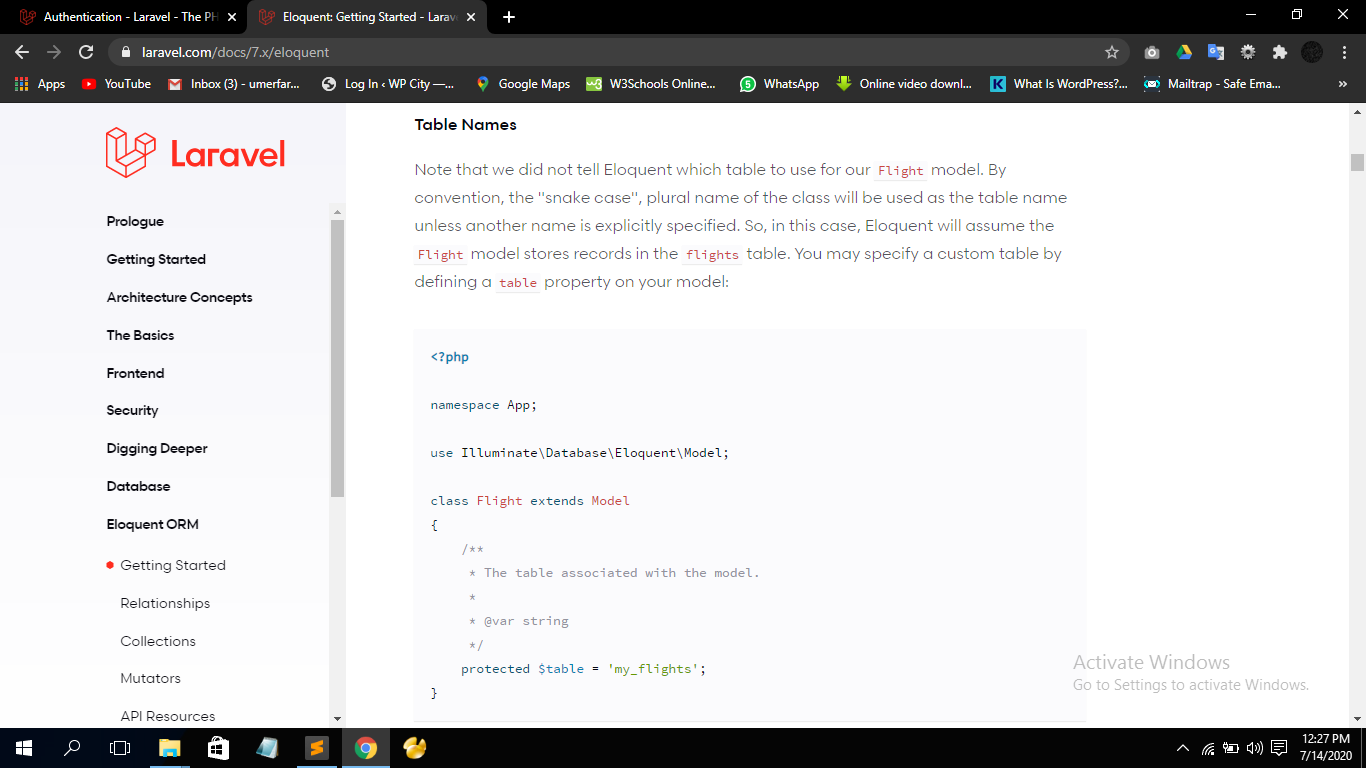 Authentication - Laravel - The PH
Eloquent: Getting Started - Larav
laravel.com/docs/7.x/eloquent
Apps
YouTube
Inbox (3) - umerfar...
Log In ‹ WP City —...
Google Maps
W3Schools Online...
5
WhatsApp
Online video downl...
K
What Is WordPress?...
Mailtrap - Safe Ema...
»
Laravel
Prologue
Getting Started
Architecture Concepts
The Basics
Frontend
Security
Digging Deeper
Database
Eloquent ORM
Getting Started
Relationships
Collections
Mutators
API Resources
Table Names
Note that we did not tell Eloquent which table to use for our Flight model. By
convention, the "snake case", plural name of the class will be used as the table name
unless another name is explicitly specified. So, in this case, Eloquent will assume the
Flight model stores records in the flights table. You may specify a custom table by
defining a table property on your model:
<?php
namespace App;
use Illuminate\Database\Eloquent\Model;
class Flight extends Model
{
/**
* The table associated with the model.
*
* @var string
*/
protected $table = 'my_flights';
}
Activate Windows
Go to Settings to activate Windows.
12:27 PM
7/14/2020